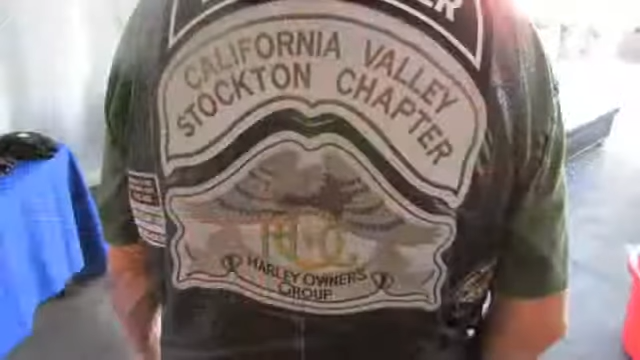 CALIFORNIA VALLEY
STOCKTON CHAPTER
H.O.G.
HARLEY OWNERS
GROUP